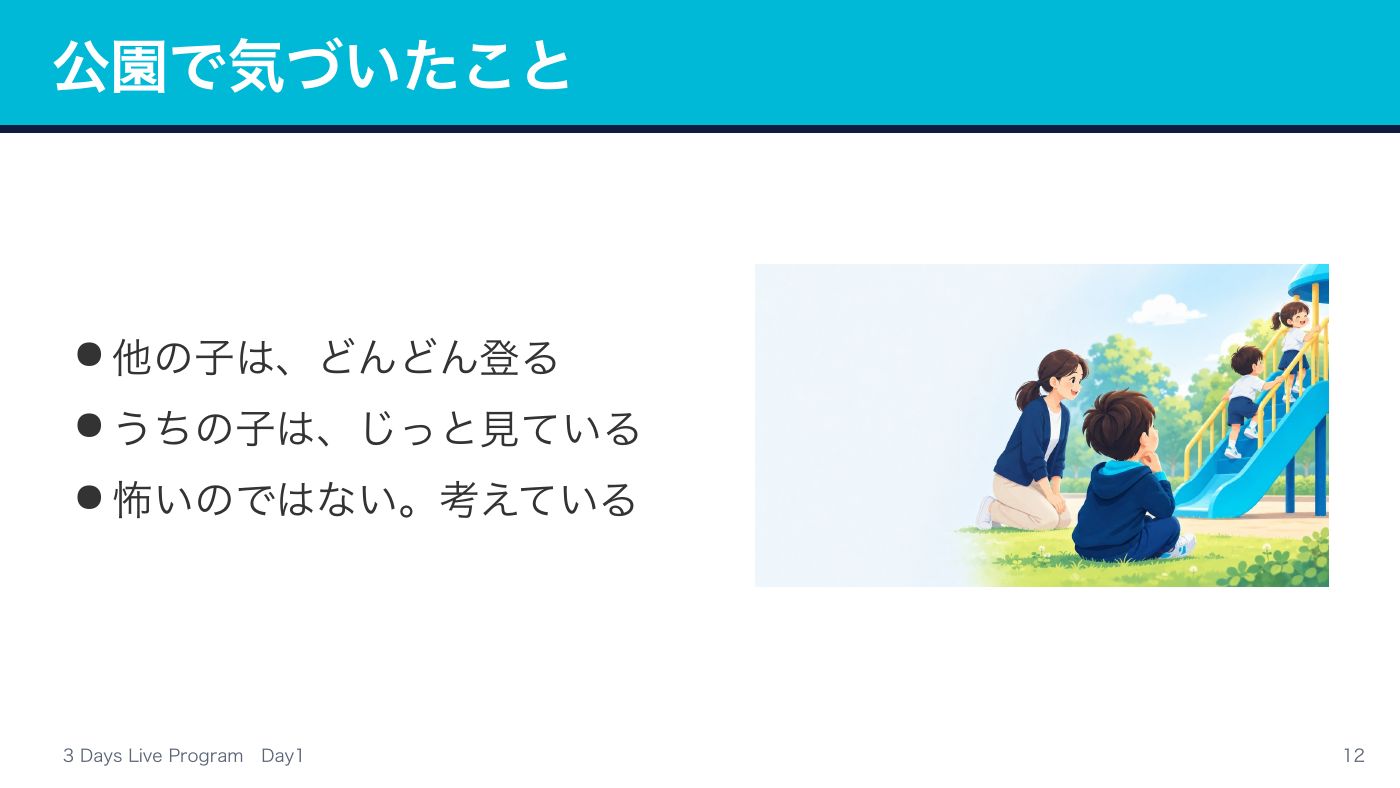 公園で気づいたこと
●他の子は、どんどん登る
●うちの子は、じっと見ている
●怖いのではない。考えている
3 Days Live Program　Day1
12